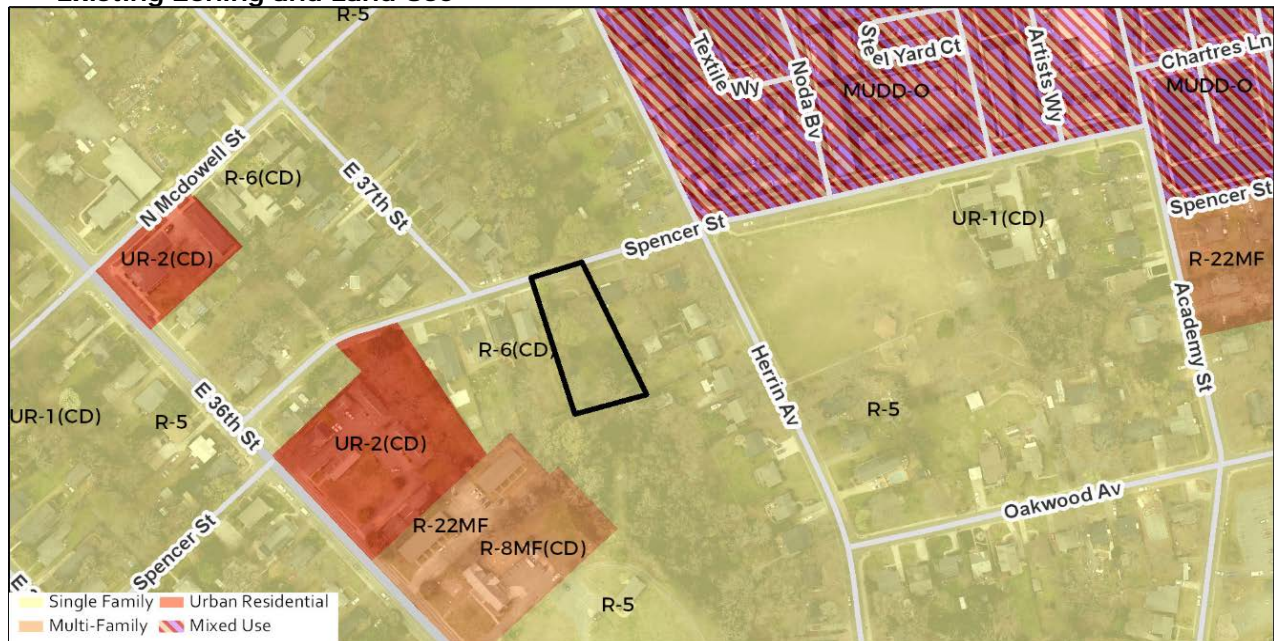 Existing Zoning and Land Use
R-5
Textile Wy
Noda Bv
Steel Yard Ct
Artists Wy
Chartres Ln
MUDD-O
MUDD-O
N Mcdowell St
R-6(CD)
E 37th St
Spencer St
UR-1(CD)
Spencer St
UR-2(CD)
R-22MF
R-6(CD)
Herrin Av
Academy St
E 36th St
UR-1(CD)
R-5
R-5
UR-2(CD)
Oakwood Av
R-22MF
R-8MF(CD)
Spencer St
R-5
Single Family
Urban Residential
Multi-Family
Mixed Use